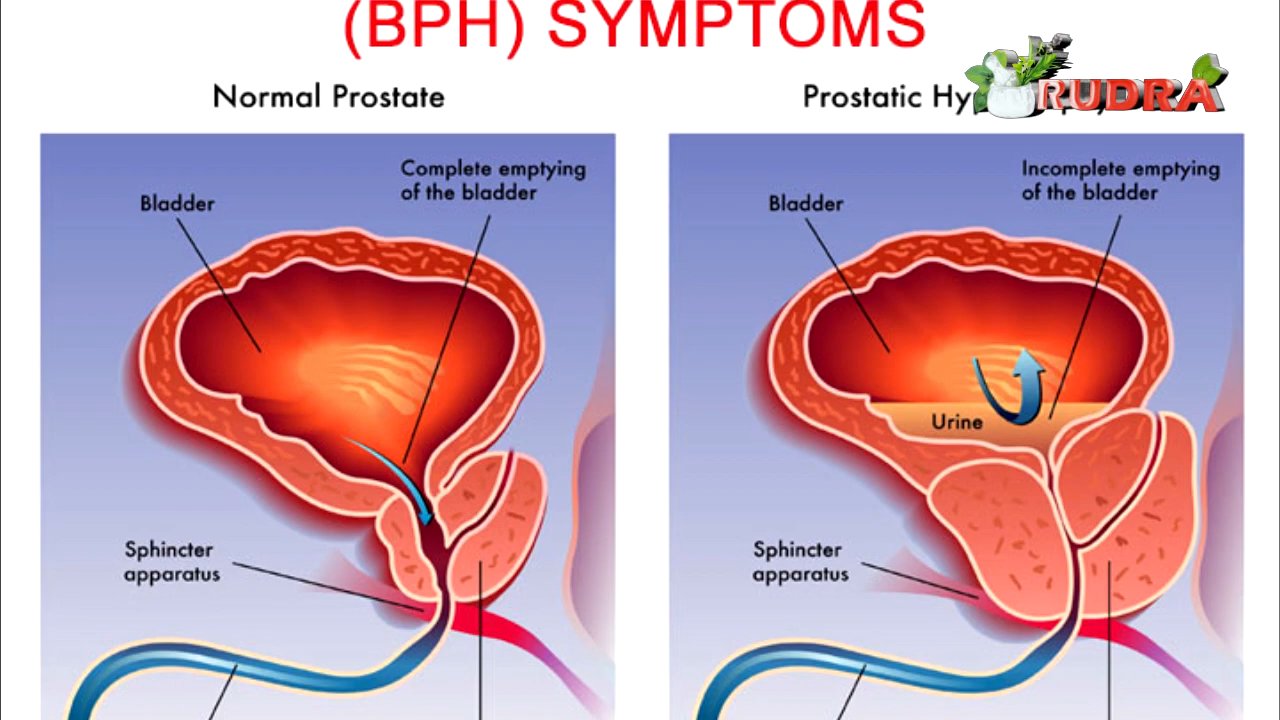 (BPH) SYMPTOMS
Normal Prostate
Prostatic
RUDRA
Complete emptying
of the bladder
Bladder
Sphincter
apparatus
Incomplete emptying
of the bladder
Bladder
Urine
Sphincter
apparatus